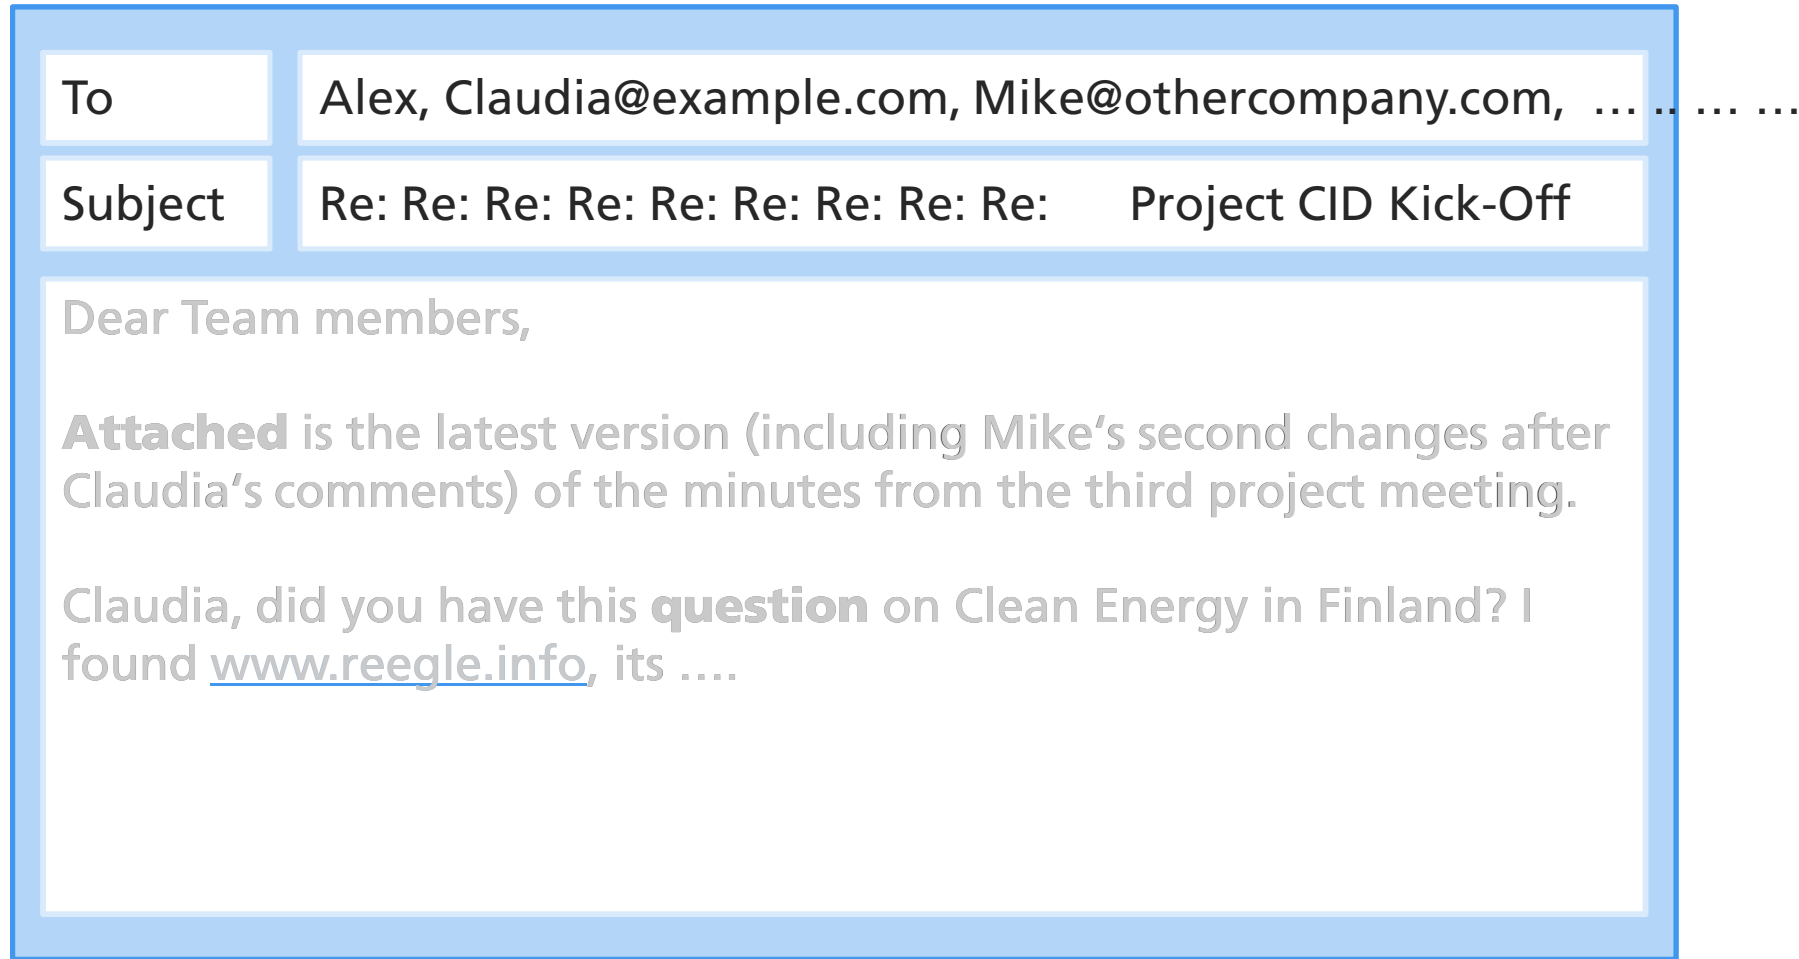 To Alex, Claudia@example.com, Mike@othercompany.com, … .. … …
Subject Re: Re: Re: Re: Re: Re: Re: Re: Re: Project CID Kick-Off
Dear Team members,
Attached is the latest version (including Mike‘s second changes after
Claudia‘s comments) of the minutes from the third project meeting.
Claudia, did you have this question on Clean Energy in Finland? I
found www.reegle.info, its ….